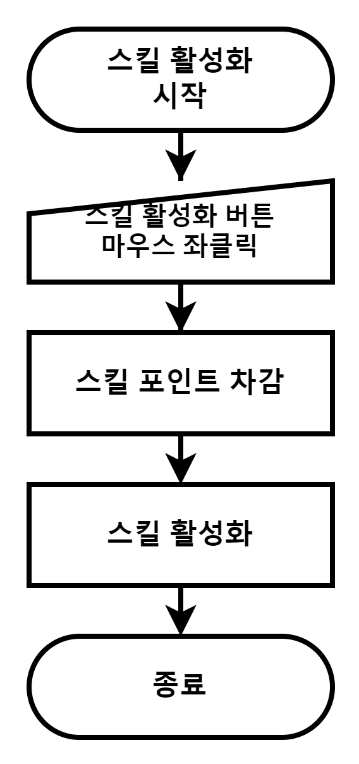 스킬 활성화
시작
스킬 활성화 버튼
마우스 좌클릭
스킬 포인트 차감
스킬 활성화
종료